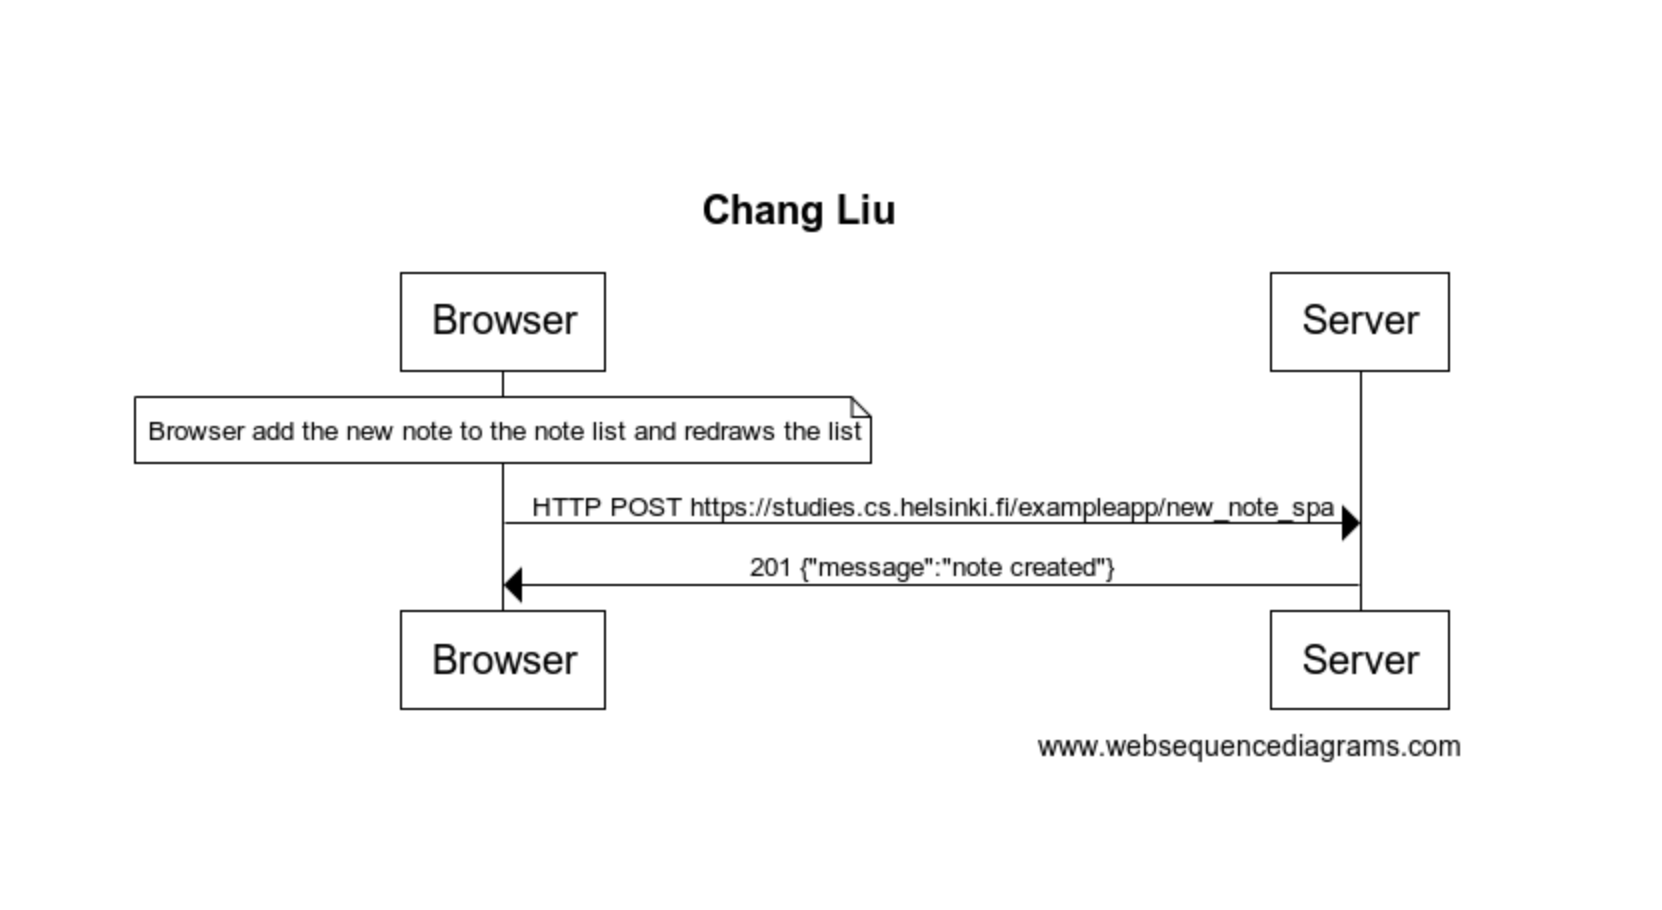 Chang Liu
Browser
Server
Browser add the new note to the note list and redraws the list
HTTP POST https://studies.cs.helsinki.fi/exampleapp/new_note_spa
201 {"message":"note created"}
Browser
Server
www.websequencediagrams.com